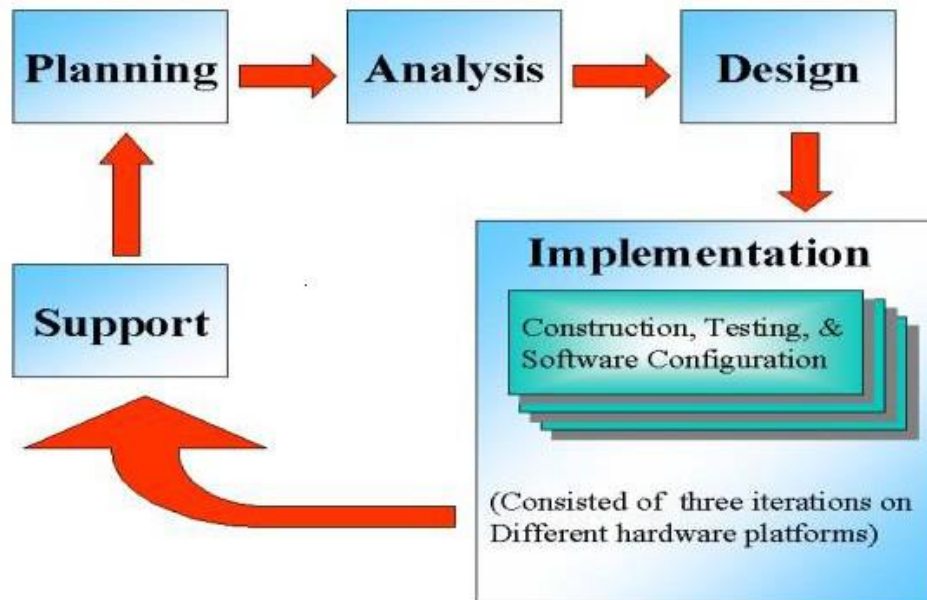 Planning
Analysis
Design
Implementation
Construction, Testing, &
Software Configuration
(Consisted of three iterations on
Different hardware platforms)
Support